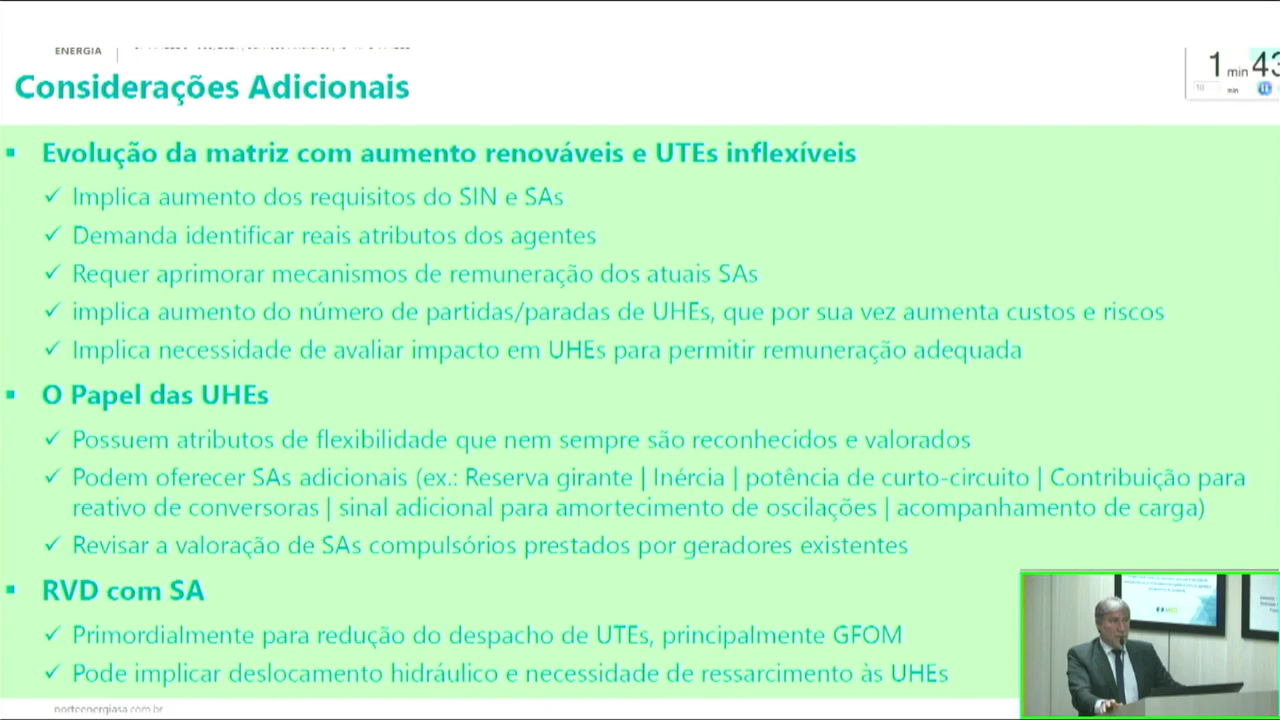 ENERGIA
1 min 43
10 min
Considerações Adicionais
Evolução da matriz com aumento renováveis e UTEs inflexíveis
Implica aumento dos requisitos do SIN e SAs
Demanda identificar reais atributos dos agentes
Requer aprimorar mecanismos de remuneração dos atuais SAs
implica aumento do número de partidas/paradas de UHEs, que por sua vez aumenta custos e riscos
Implica necessidade de avaliar impacto em UHEs para permitir remuneração adequada
O Papel das UHEs
Possuem atributos de flexibilidade que nem sempre são reconhecidos e valorados
Podem oferecer SAs adicionais (ex.: Reserva girante | Inércia | potência de curto-circuito | Contribuição para
reativo de conversoras | sinal adicional para amortecimento de oscilações | acompanhamento de carga)
Revisar a valoração de SAs compulsórios prestados por geradores existentes
RVD com SA
Primordialmente para redução do despacho de UTEs, principalmente GFOM
Pode implicar deslocamento hidráulico e necessidade de ressarcimento às UHEs
norteenergiasa.com.br